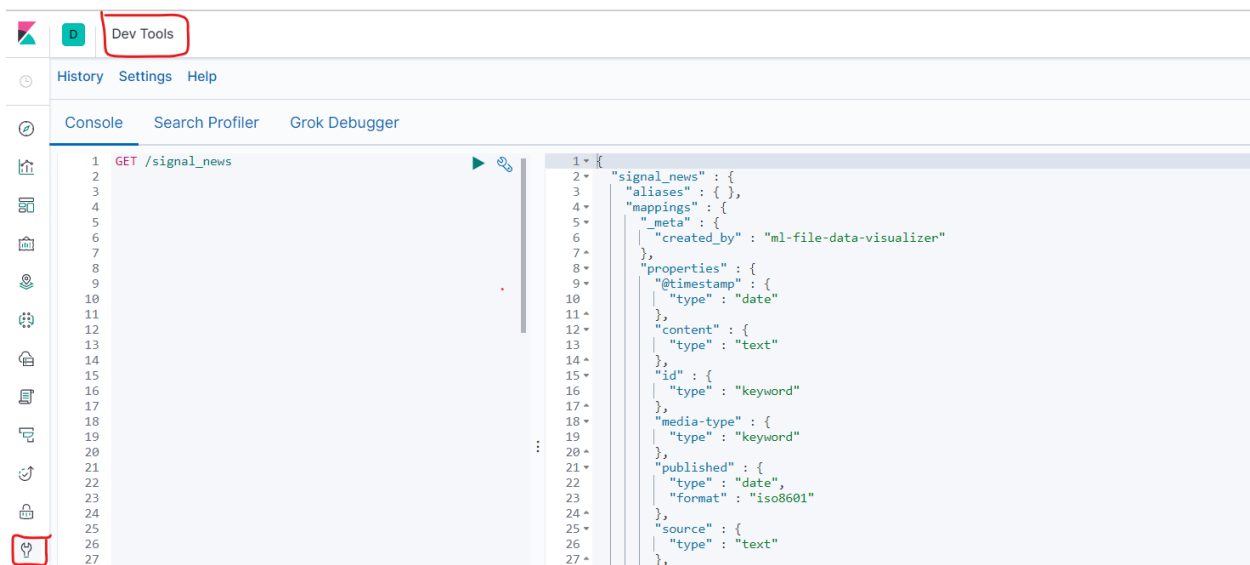 D
Dev Tools
History Settings Help
Console Search Profiler Grok Debugger
1 GET /signal_news
2
3
4
5
6
7
8
9
10
11
12
13
14
15
16
17
18
19
20
21
22
23
24
25
26
27
1 {
2 "signal_news" : {
3 "aliases" : { },
4 "mappings" : {
5 "_meta" : {
6 "created_by" : "ml-file-data-visualizer"
7 },
8 "properties" : {
9 "@timestamp" : {
10 "type" : "date"
11 },
12 "content" : {
13 "type" : "text"
14 },
15 "id" : {
16 "type" : "keyword"
17 },
18 "media-type" : {
19 "type" : "keyword"
20 },
21 "published" : {
22 "type" : "date",
23 "format" : "iso8601"
24 },
25 "source" : {
26 "type" : "text"
27 },